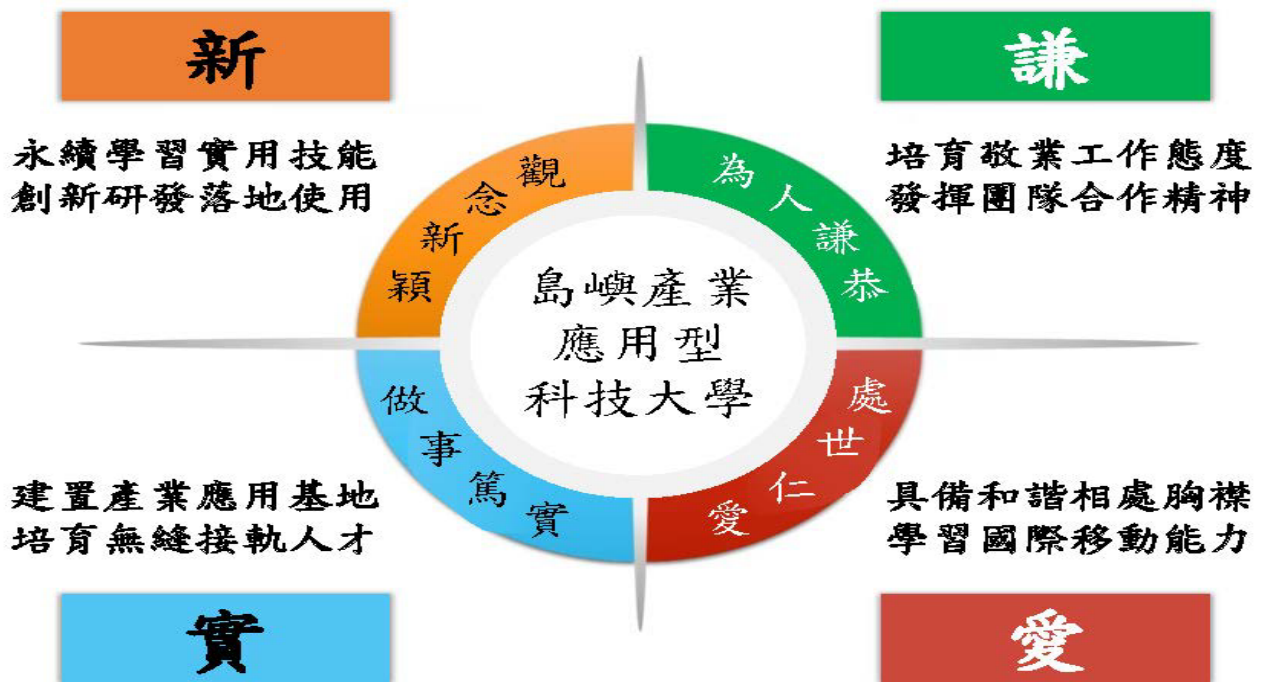 新
永續學習實用技能
創新研發落地使用
謙
培育敬業工作態度
發揮團隊合作精神
觀念新穎
為人謙恭
島嶼產業
應用型
科技大學
做事篤實
處世仁愛
建置產業應用基地
培育無縫接軌人才
實
具備和諧相處胸襟
學習國際移動能力
愛